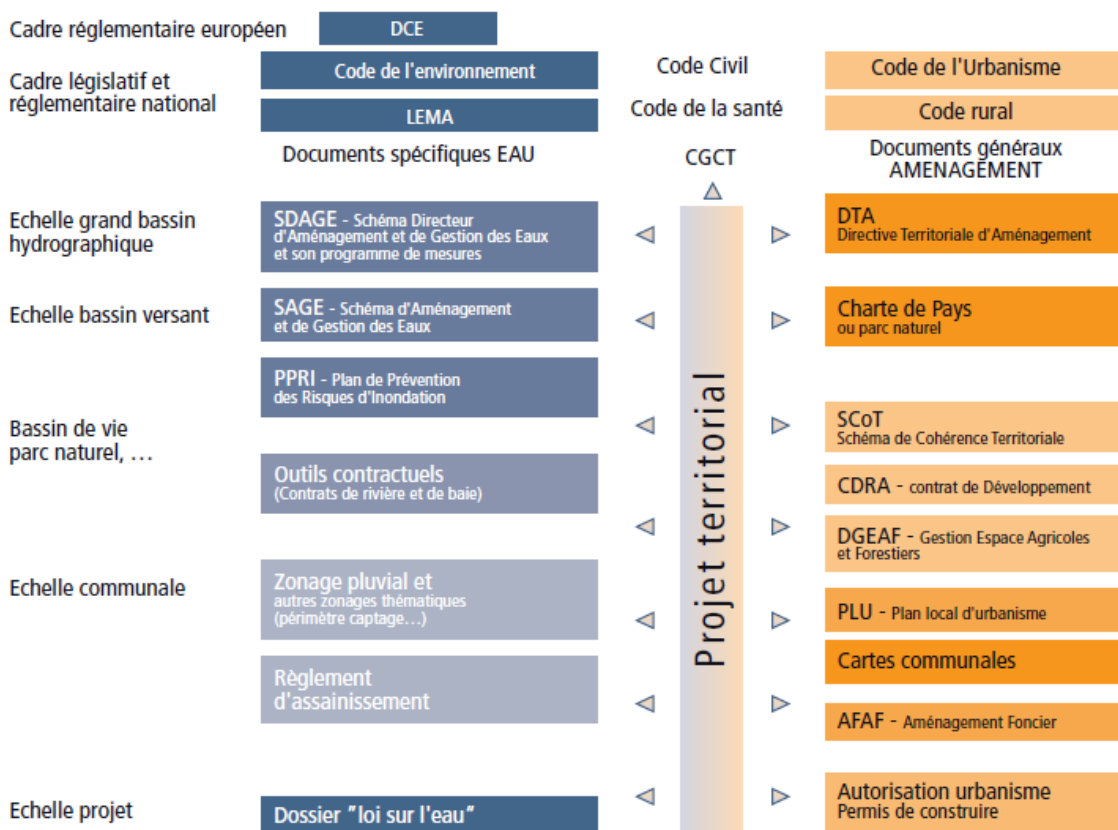 Cadre réglementaire européen
DCE
Cadre législatif et
réglementaire national
Code de l'environnement
Code Civil
Code de l'Urbanisme
LEMA
Code de la santé
Code rural
Documents spécifiques EAU
CGCT
Documents généraux
AMENAGEMENT
Echelle grand bassin
hydrographique
SDAGE - Schéma Directeur
d'Aménagement et de Gestion des Eaux
et son programme de mesures
DTA
Directive Territoriale d'Aménagement
Echelle bassin versant
SAGE - Schéma d'Aménagement
et de Gestion des Eaux
Charte de Pays
ou parc naturel
PPRI - Plan de Prévention
des Risques d'Inondation
Bassin de vie
parc naturel, …
SCoT
Schéma de Cohérence Territoriale
Outils contractuels
(Contrats de rivière et de baie)
CDRA - contrat de Développement
DGEAF - Gestion Espace Agricoles
et Forestiers
Projet territorial
Echelle communale
Zonage pluvial et
autres zonages thématiques
(périmètre captage…)
PLU - Plan local d'urbanisme
Cartes communales
Règlement
d'assainissement
AFAF - Aménagement Foncier
Echelle projet
Dossier "loi sur l'eau"
Autorisation urbanisme
Permis de construire